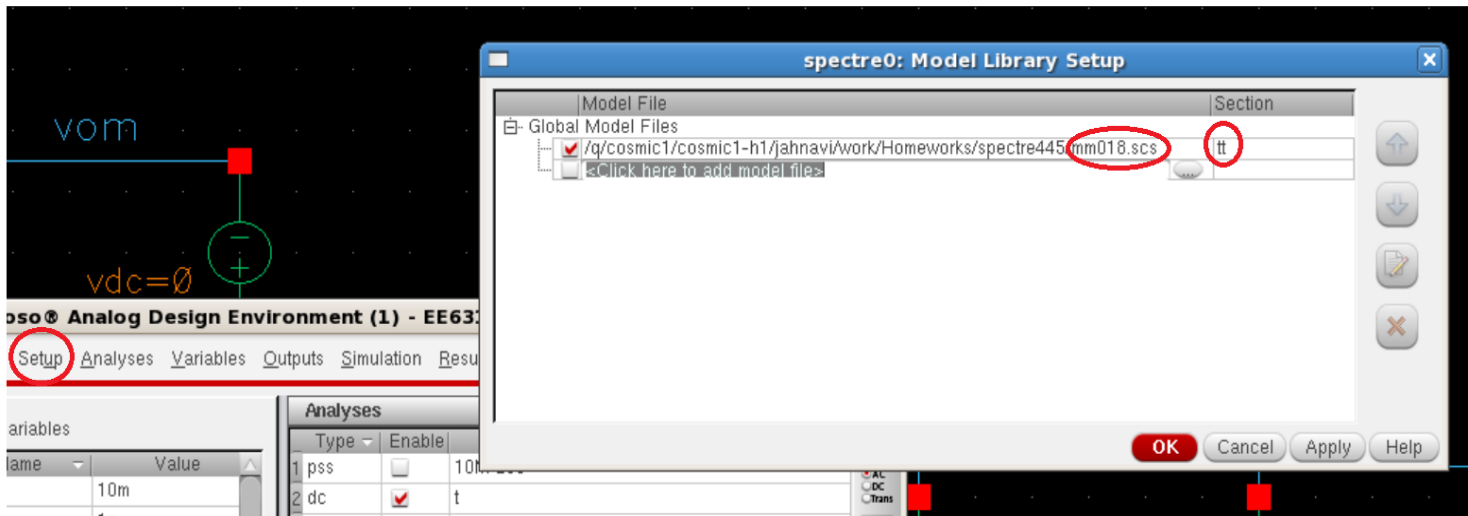 spectre0: Model Library Setup
Model File Section
Global Model Files
/q/cosmic1/cosmic1-h1/jahnavi/work/Homeworks/spectre445/mm018.scs tt
<Click here to add model file>
...
OK Cancel Apply Help
vom
vdc=0
oso® Analog Design Environment (1) - EE63
Setup Analyses Variables Outputs Simulation Resu
ariables
Name Value
10m
Analyses
Type Enable
1 pss
2 dc t
AC
DC
Trans